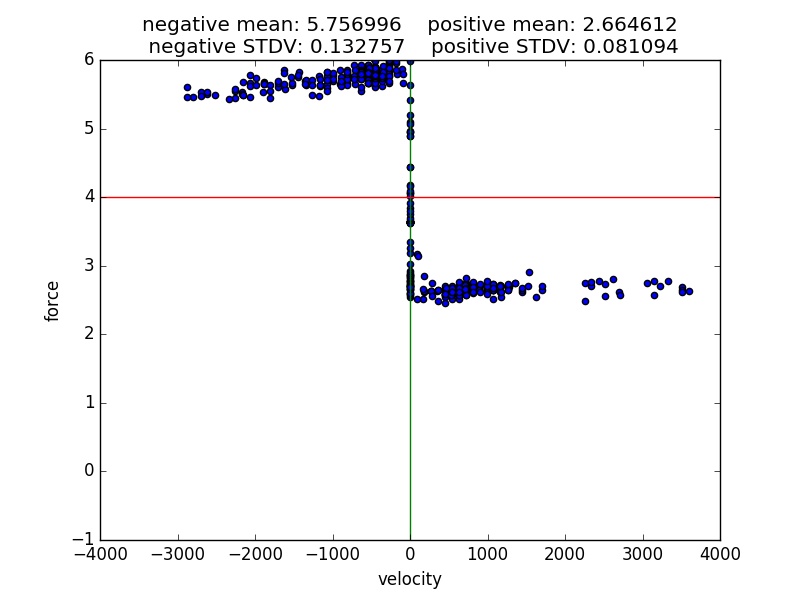 negative mean: 5.756996 positive mean: 2.664612
negative STDV: 0.132757 positive STDV: 0.081094
6
5
4
3
2
1
0
−1
−4000 −3000 −2000 −1000 0 1000 2000 3000 4000
force
velocity